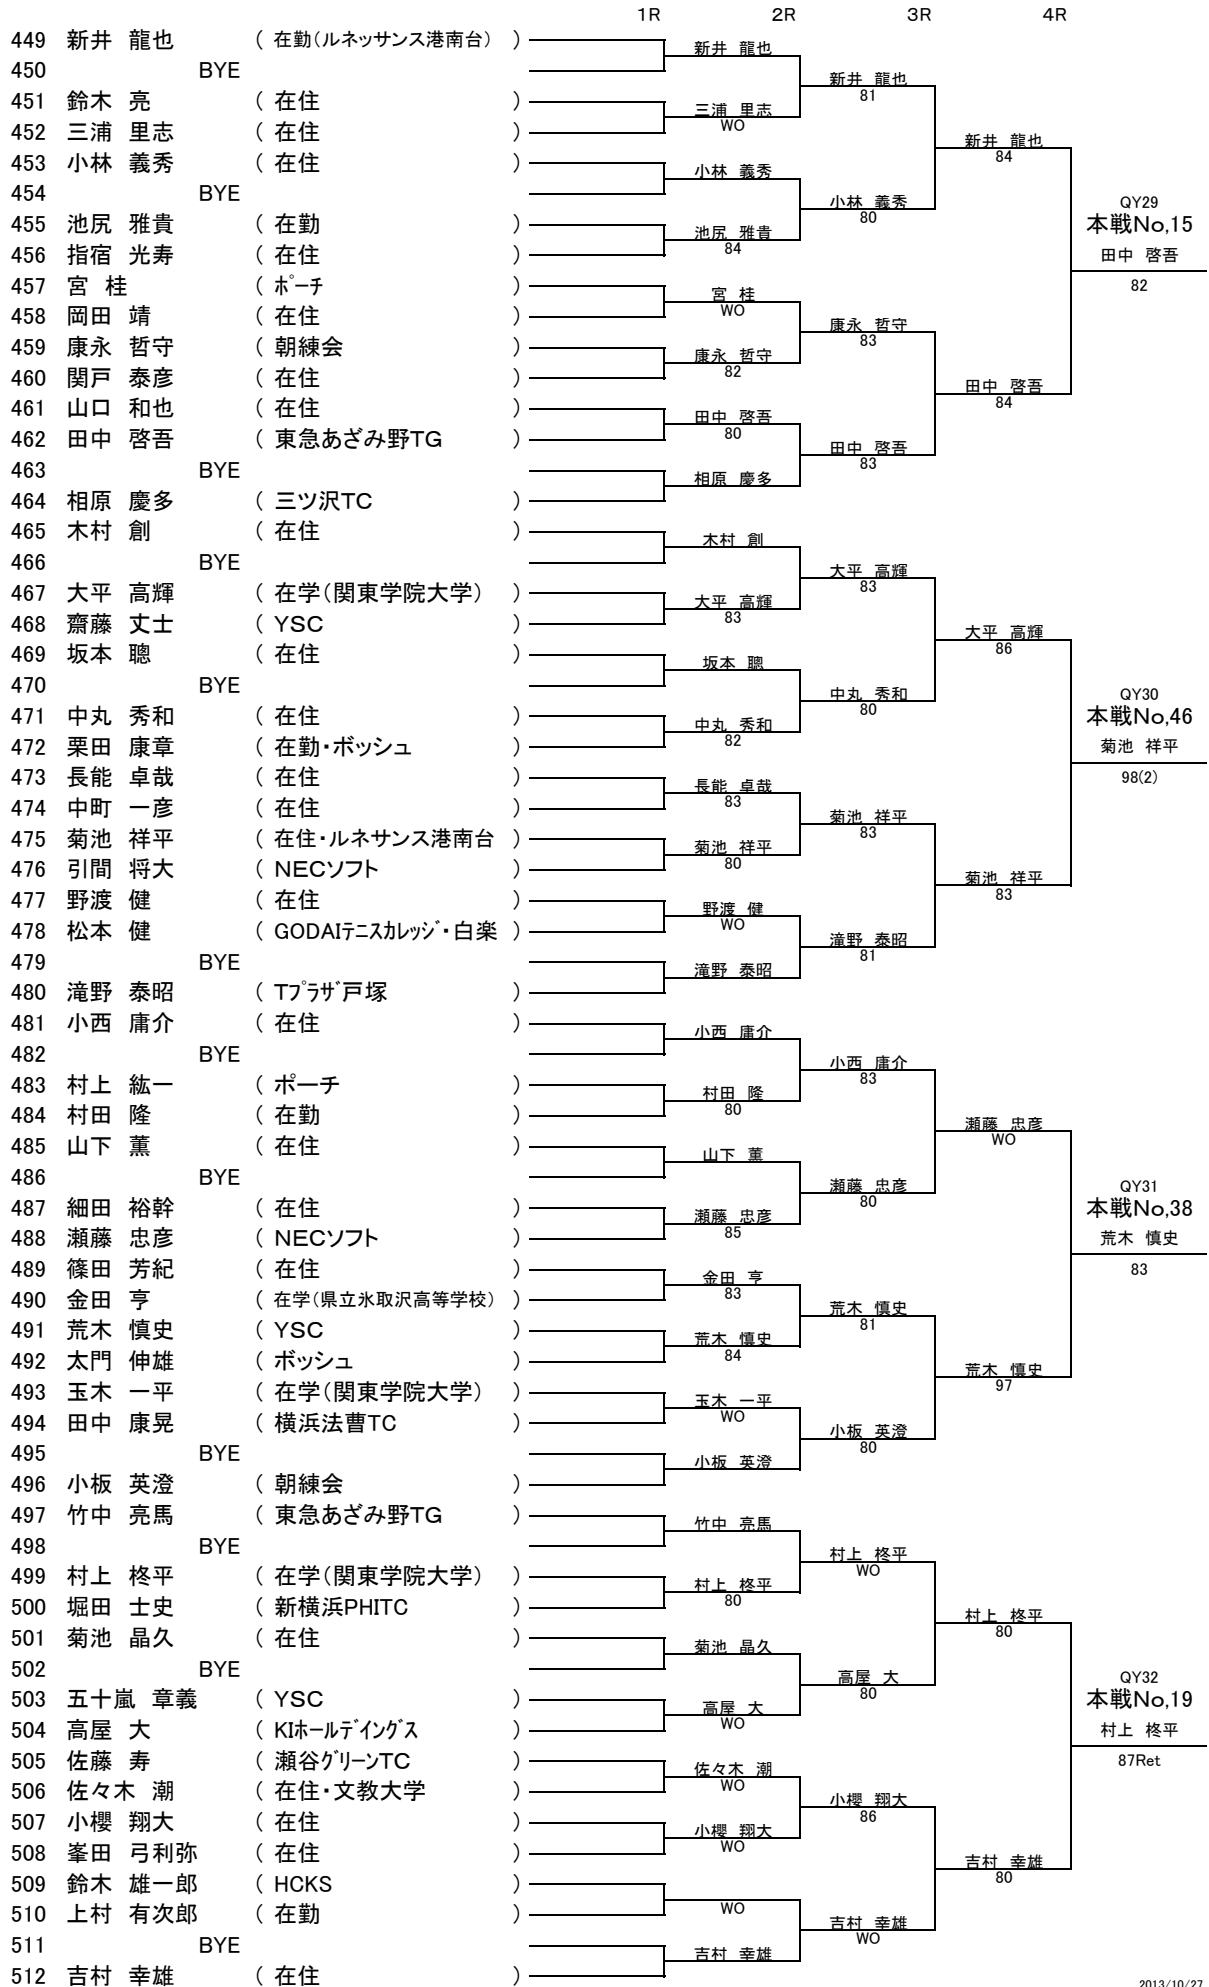 1R 2R 3R 4R
449 新井 龍也 ( 在勤(ルネッサンス港南台) )
450 BYE
451 鈴木 亮 ( 在住 )
452 三浦 里志 ( 在住 )
453 小林 義秀 ( 在住 )
454 BYE
455 池尻 雅貴 ( 在勤 )
456 指宿 光寿 ( 在住 )
457 宮 桂 ( ポーチ )
458 岡田 靖 ( 在住 )
459 康永 哲守 ( 朝練会 )
460 関戸 泰彦 ( 在住 )
461 山口 和也 ( 在住 )
462 田中 啓吾 ( 東急あざみ野TG )
463 BYE
464 相原 慶多 ( 三ツ沢TC )
465 木村 創 ( 在住 )
466 BYE
467 大平 高輝 ( 在学(関東学院大学) )
468 齋藤 丈士 ( YSC )
469 坂本 聰 ( 在住 )
470 BYE
471 中丸 秀和 ( 在住 )
472 栗田 康章 ( 在勤・ボッシュ )
473 長能 卓哉 ( 在住 )
474 中町 一彦 ( 在住 )
475 菊池 祥平 ( 在住・ルネサンス港南台 )
476 引間 将大 ( NECソフト )
477 野渡 健 ( 在住 )
478 松本 健 ( GODAIテニスカレッジ・白楽 )
479 BYE
480 滝野 泰昭 ( Tプラザ戸塚 )
481 小西 庸介 ( 在住 )
482 BYE
483 村上 紘一 ( ポーチ )
484 村田 隆 ( 在勤 )
485 山下 薫 ( 在住 )
486 BYE
487 細田 裕幹 ( 在住 )
488 瀬藤 忠彦 ( NECソフト )
489 篠田 芳紀 ( 在住 )
490 金田 亨 ( 在学(県立氷取沢高等学校) )
491 荒木 慎史 ( YSC )
492 太門 伸雄 ( ボッシュ )
493 玉木 一平 ( 在学(関東学院大学) )
494 田中 康晃 ( 横浜法曹TC )
495 BYE
496 小板 英澄 ( 朝練会 )
497 竹中 亮馬 ( 東急あざみ野TG )
498 BYE
499 村上 柊平 ( 在学(関東学院大学) )
500 堀田 士史 ( 新横浜PHITC )
501 菊池 晶久 ( 在住 )
502 BYE
503 五十嵐 章義 ( YSC )
504 高屋 大 ( KIホールデイングス )
505 佐藤 寿 ( 瀬谷グリーンTC )
506 佐々木 潮 ( 在住・文教大学 )
507 小櫻 翔大 ( 在住 )
508 峯田 弓利弥 ( 在住 )
509 鈴木 雄一郎 ( HCKS )
510 上村 有次郎 ( 在勤 )
511 BYE
512 吉村 幸雄 ( 在住 )
新井 龍也
三浦 里志
WO
小林 義秀
池尻 雅貴
84
宮 桂
WO
康永 哲守
82
田中 啓吾
80
相原 慶多
木村 創
大平 高輝
83
坂本 聰
中丸 秀和
82
長能 卓哉
83
菊池 祥平
80
野渡 健
WO
滝野 泰昭
小西 庸介
村田 隆
80
山下 薫
瀬藤 忠彦
85
金田 亨
83
荒木 慎史
84
玉木 一平
WO
小板 英澄
竹中 亮馬
村上 柊平
80
菊池 晶久
高屋 大
WO
佐々木 潮
WO
小櫻 翔大
WO
WO
吉村 幸雄
新井 龍也
81
小林 義秀
80
康永 哲守
83
田中 啓吾
83
大平 高輝
83
中丸 秀和
80
菊池 祥平
83
滝野 泰昭
81
小西 庸介
83
瀬藤 忠彦
80
荒木 慎史
81
小板 英澄
80
村上 柊平
WO
高屋 大
80
小櫻 翔大
86
吉村 幸雄
WO
新井 龍也
84
田中 啓吾
84
大平 高輝
86
菊池 祥平
83
瀬藤 忠彦
WO
荒木 慎史
97
村上 柊平
80
吉村 幸雄
80
QY29
本戦No,15
田中 啓吾
82
QY30
本戦No,46
菊池 祥平
98(2)
QY31
本戦No,38
荒木 慎史
83
QY32
本戦No,19
村上 柊平
87Ret
2013/10/27